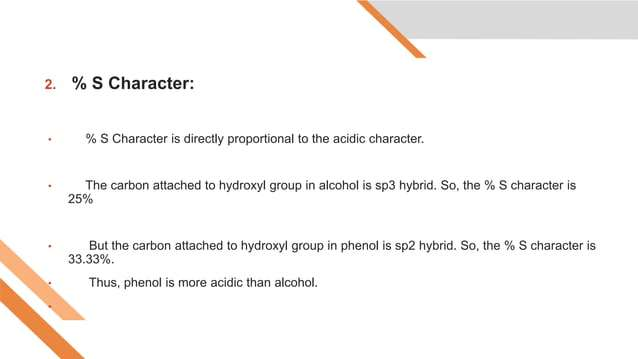 2. % S Character:
• % S Character is directly proportional to the acidic character.
• The carbon attached to hydroxyl group in alcohol is sp3 hybrid. So, the % S character is
25%
• But the carbon attached to hydroxyl group in phenol is sp2 hybrid. So, the % S character is
33.33%.
• Thus, phenol is more acidic than alcohol.
•